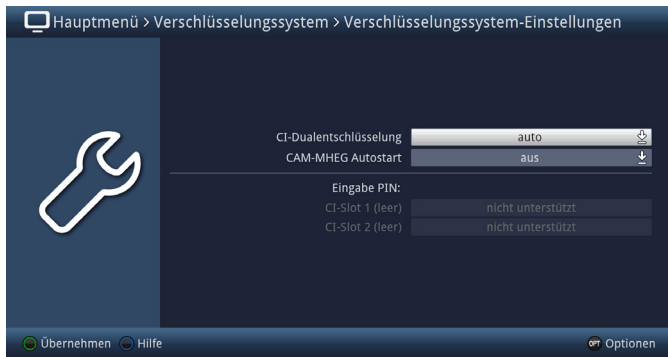 Hauptmenü > Verschlüsselungssystem > Verschlüsselungssystem-Einstellungen
CI-Dualentschlüsselung auto
CAM-MHEG Autostart aus
Eingabe PIN:
CI-Slot 1 (leer) nicht unterstützt
CI-Slot 2 (leer) nicht unterstützt
Übernehmen Hilfe OPT Optionen